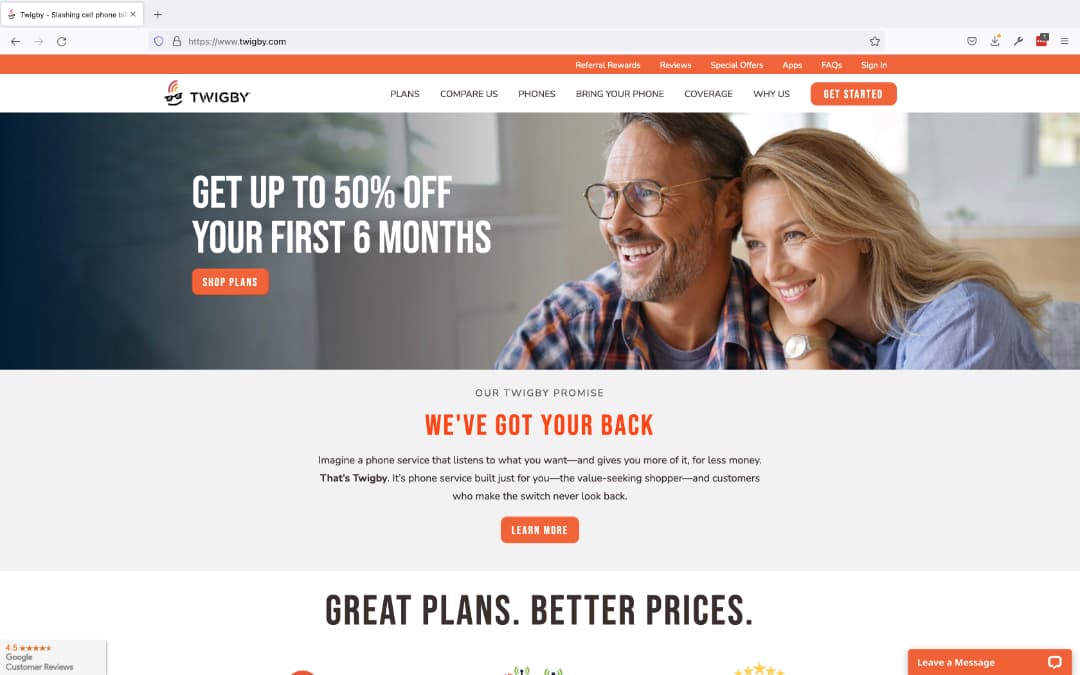 Twigby - Slashing cell phone bil
https://www.twigby.com
Referral Rewards Reviews Special Offers Apps FAQs Sign In
TWIGBY
PLANS COMPARE US PHONES BRING YOUR PHONE COVERAGE WHY US GET STARTED
GET UP TO 50% OFF
YOUR FIRST 6 MONTHS
SHOP PLANS
OUR TWIGBY PROMISE
WE'VE GOT YOUR BACK
Imagine a phone service that listens to what you want—and gives you more of it, for less money.
That's Twigby. It's phone service built just for you—the value-seeking shopper—and customers
who make the switch never look back.
LEARN MORE
GREAT PLANS. BETTER PRICES.
4.5 ★★★★★
Google
Customer Reviews
Leave a Message